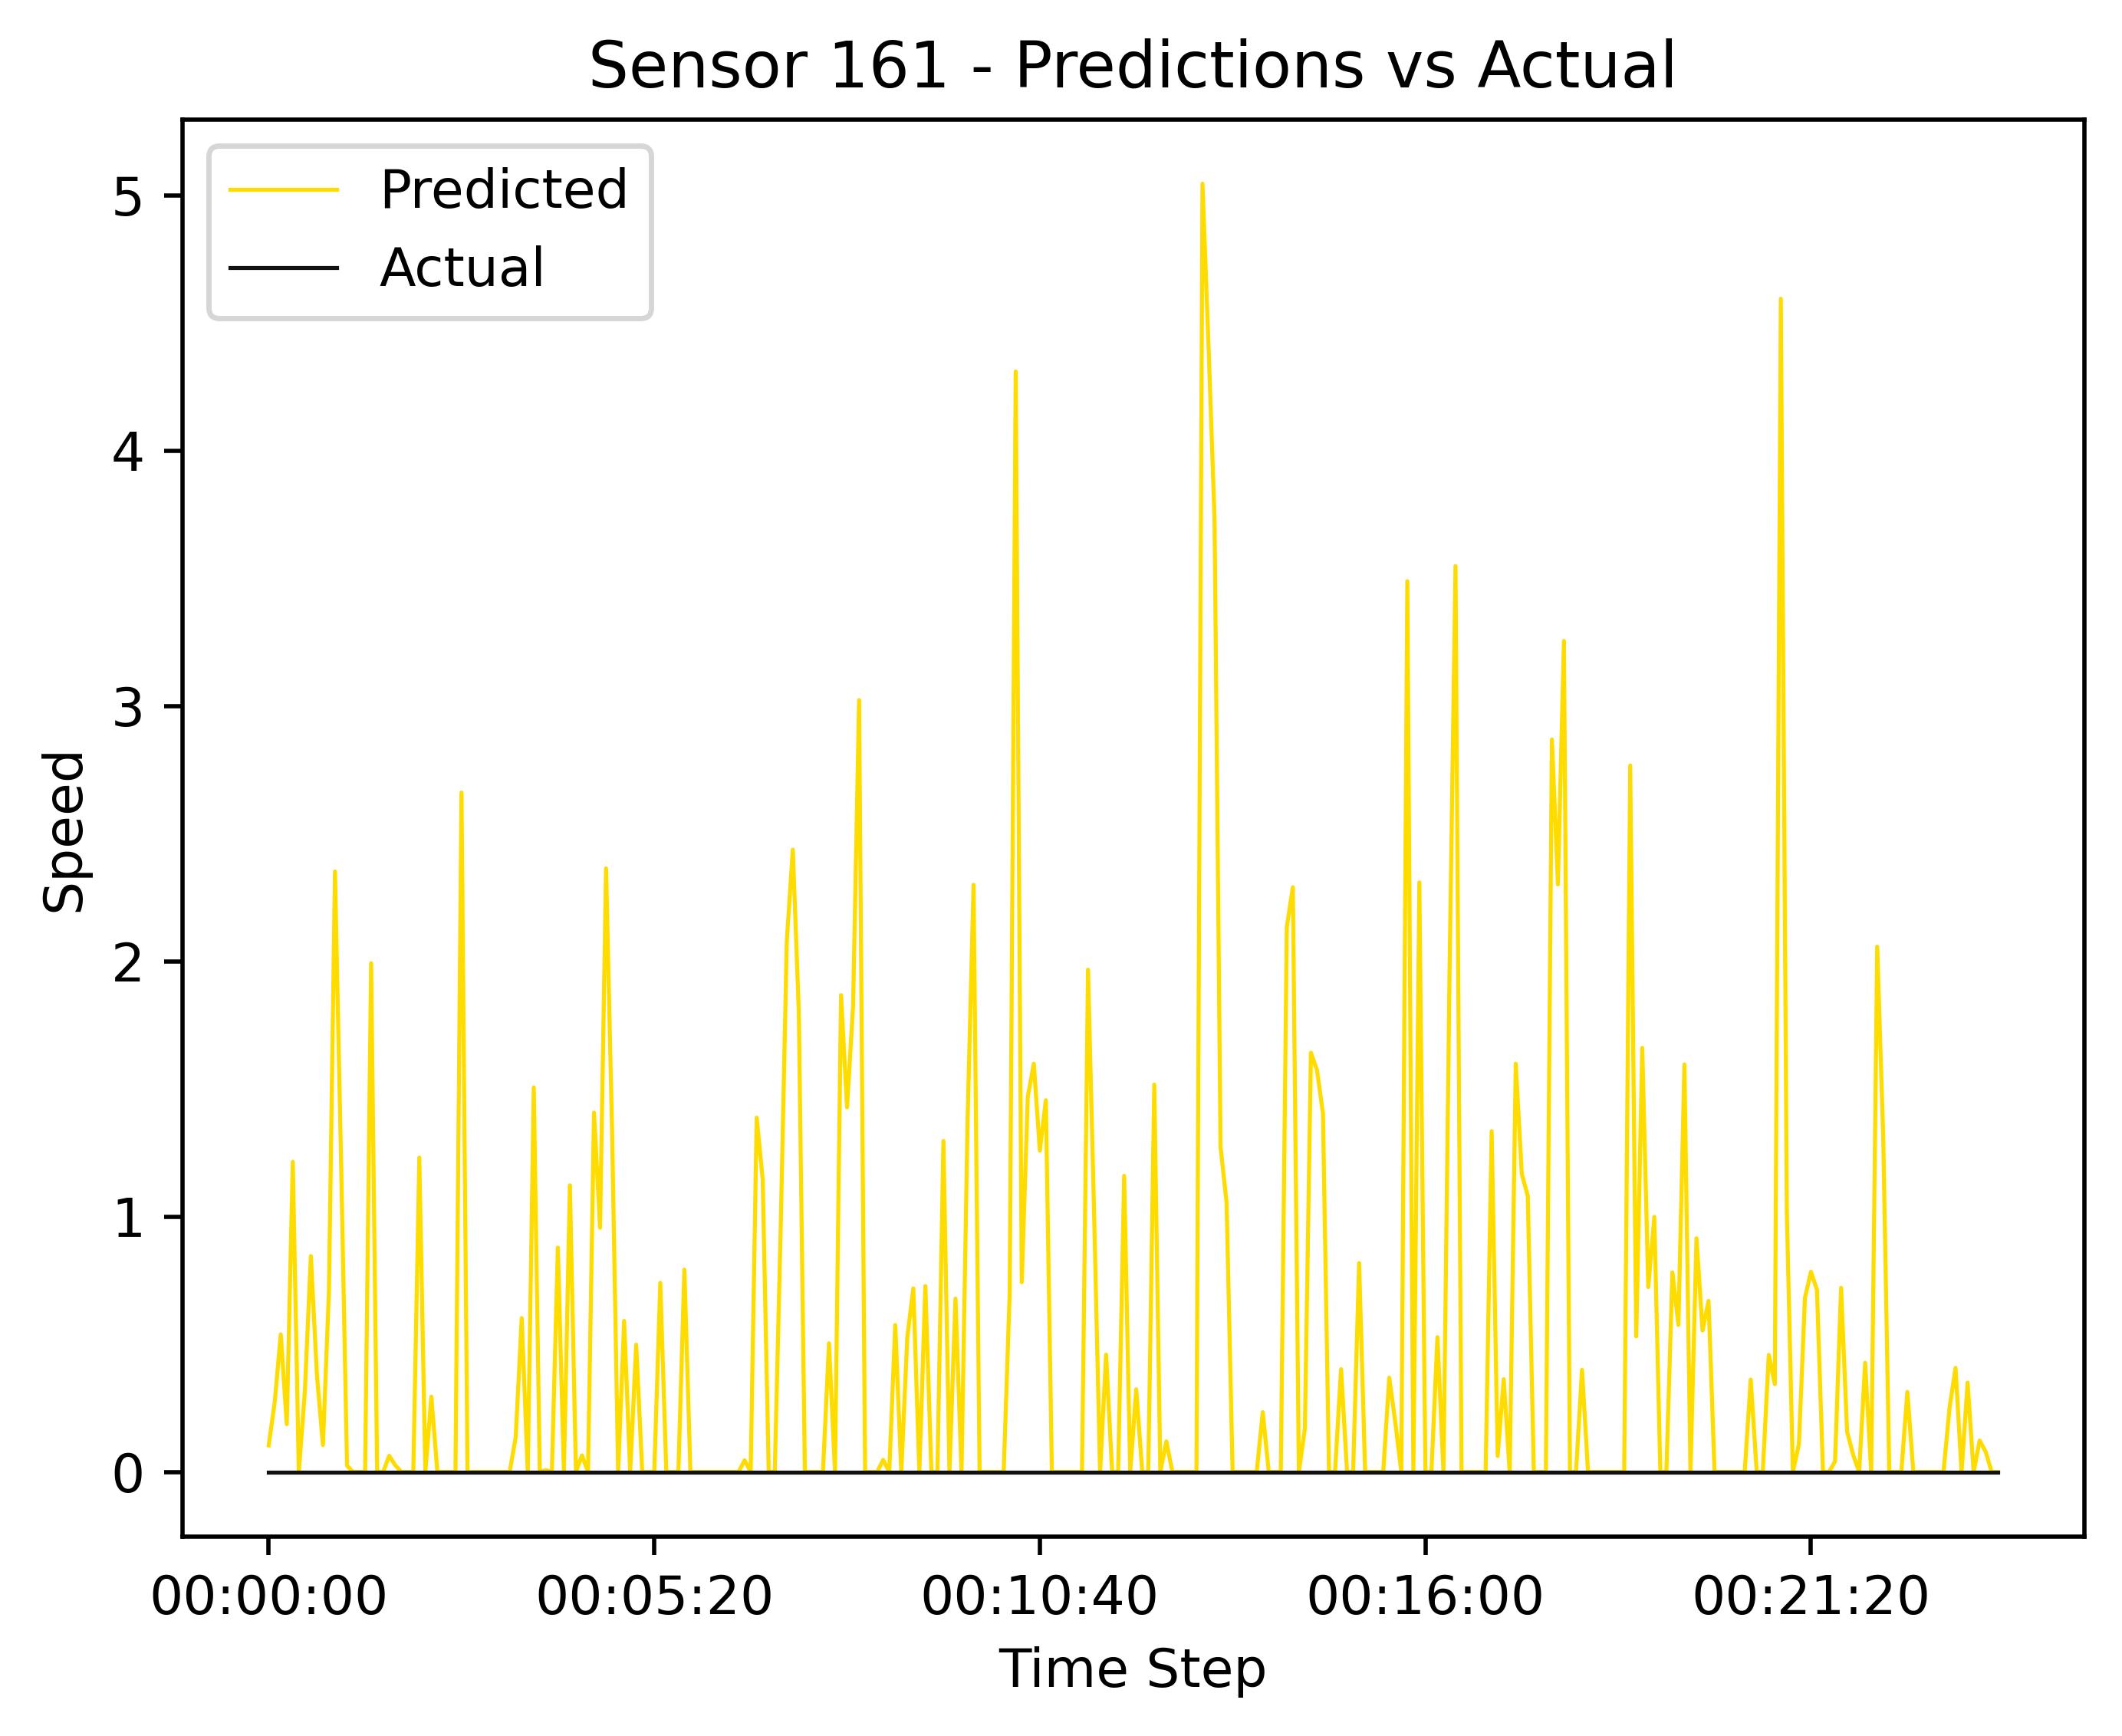 Sensor 161 - Predictions vs Actual
Predicted
Actual
5
4
3
2
1
0
Speed
00:00:00 00:05:20 00:10:40 00:16:00 00:21:20
Time Step